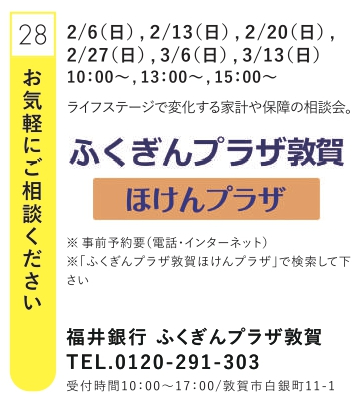 28
お気軽にご相談ください
2/6(日), 2/13(日), 2/20(日),
2/27(日), 3/6(日), 3/13(日)
10:00〜, 13:00〜, 15:00〜
ライフステージで変化する家計や保障の相談会。
ふくぎんプラザ敦賀
ほけんプラザ
※ 事前予約要(電話・インターネット)
※「ふくぎんプラザ敦賀ほけんプラザ」で検索して下
さい
福井銀行 ふくぎんプラザ敦賀
TEL.0120-291-303
受付時間10:00〜17:00/敦賀市白銀町11-1